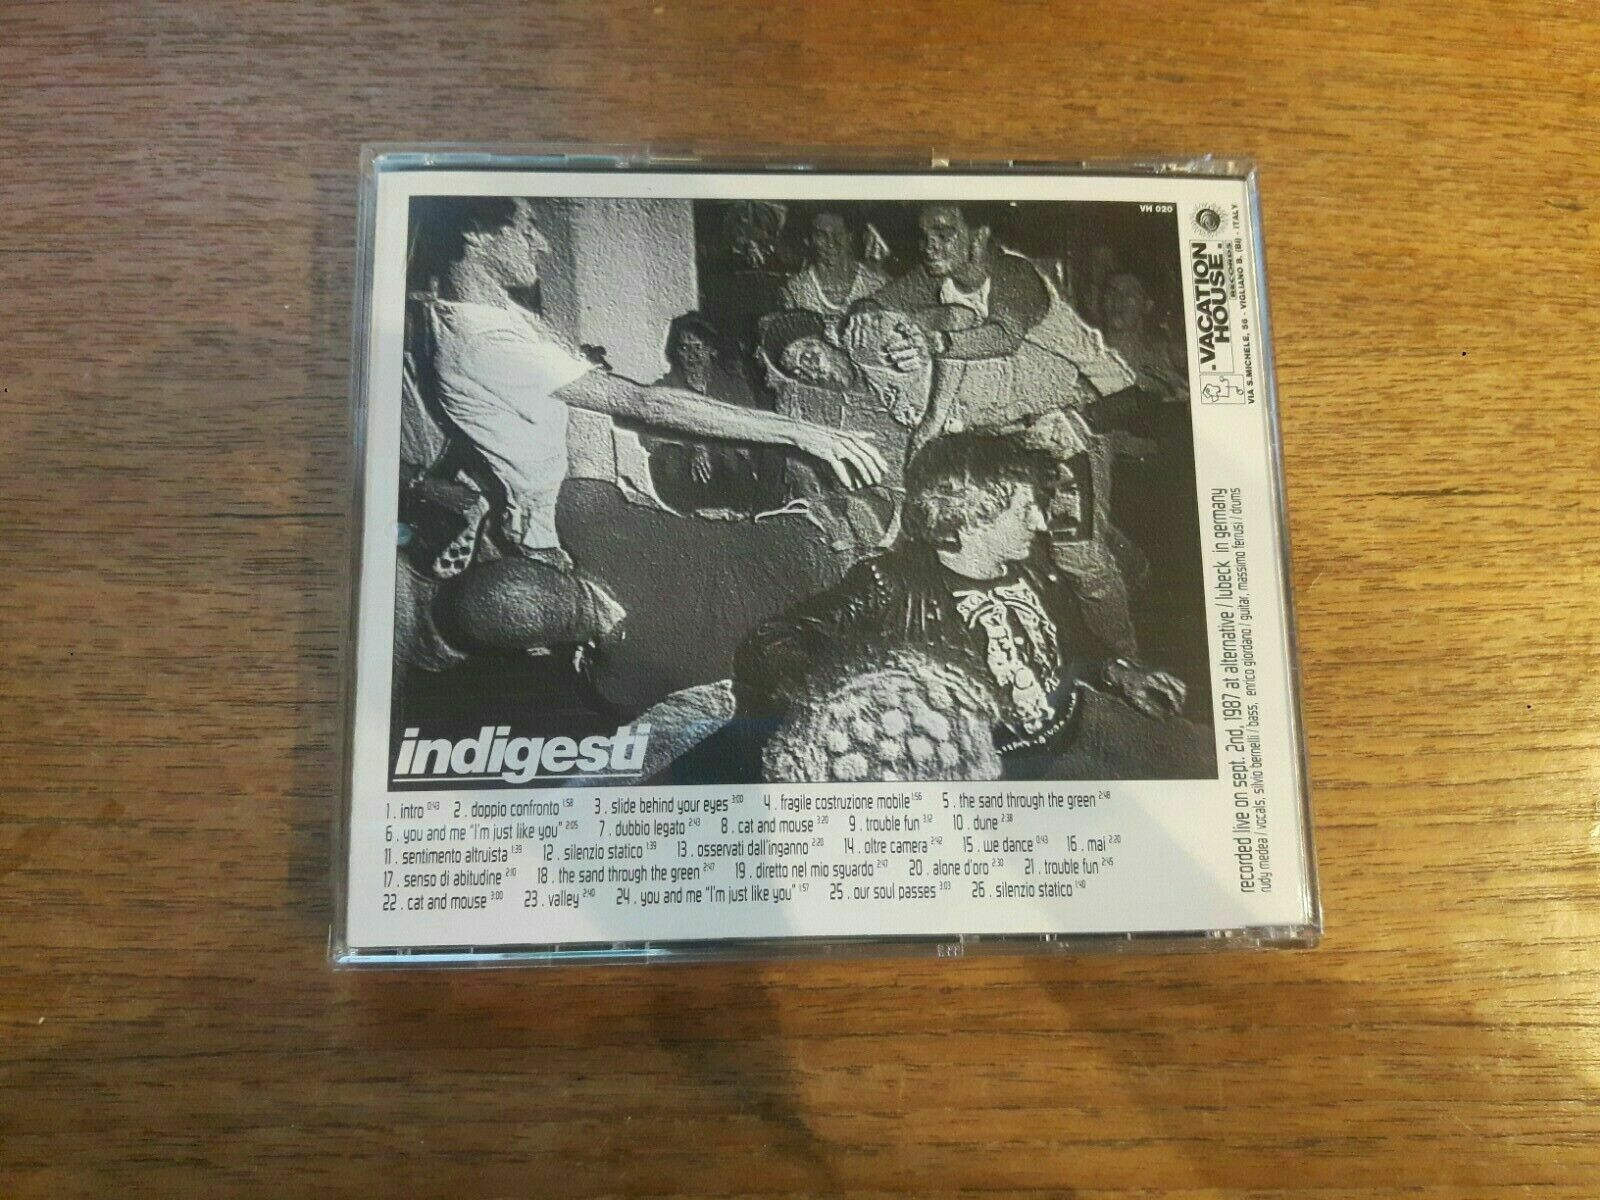 VH 020
indigesti
1 . intro 0:43 2 . doppio confronto 1:58 3 . slide behind your eyes 3:00 4 . fragile costruzione mobile 1:56 5 . the sand through the green 2:48
6 . you and me "I'm just like you" 2:05 7 . dubbio legato 2:43 8 . cat and mouse 3:20 9 . trouble fun 3:12 10 . dune 2:38
11 . sentimento altruista 1:39 12 . silenzio statico 1:39 13 . osservati dall'inganno 2:20 14 . oltre camera 2:42 15 . we dance 0:43 16 . mai 2:20
17 . senso di abitudine 2:10 18 . the sand through the green 2:47 19 . diretto nel mio sguardo 2:47 20 . alone d'oro 2:30 21 . trouble fun 2:45
22 . cat and mouse 3:00 23 . valley 2:40 24 . you and me "I'm just like you" 1:57 25 . our soul passes 3:03 26 . silenzio statico 1:40
recorded live on sept. 2nd, 1987 at alternative / lubeck in germany
rudy medea / vocals, silvio bernelli / bass, enrico giordano / guitar, massimo ferrusi / drums
• VACATION
HOUSE •
RECORDS
VIA S.MICHELE, 56 - VIGLIANO B. (BI) - ITALY